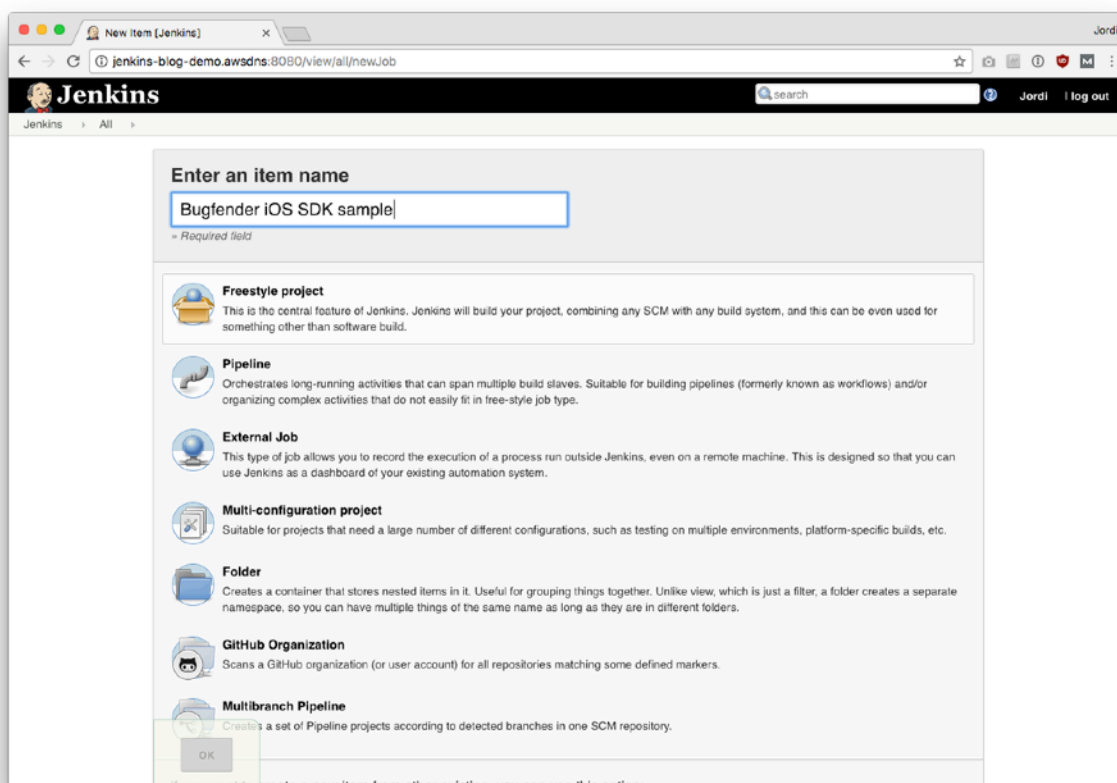 New Item [Jenkins]
Jordi
jenkins-blog-demo.awsdns:8080/view/all/newJob
Jenkins
search
Jordi
log out
Jenkins
All
Enter an item name
Bugfender iOS SDK sample
» Required field
Freestyle project
This is the central feature of Jenkins. Jenkins will build your project, combining any SCM with any build system, and this can be even used for
something other than software build.
Pipeline
Orchestrates long-running activities that can span multiple build slaves. Suitable for building pipelines (formerly known as workflows) and/or
organizing complex activities that do not easily fit in free-style job type.
External Job
This type of job allows you to record the execution of a process run outside Jenkins, even on a remote machine. This is designed so that you can
use Jenkins as a dashboard of your existing automation system.
Multi-configuration project
Suitable for projects that need a large number of different configurations, such as testing on multiple environments, platform-specific builds, etc.
Folder
Creates a container that stores nested items in it. Useful for grouping things together. Unlike view, which is just a filter, a folder creates a separate
namespace, so you can have multiple things of the same name as long as they are in different folders.
GitHub Organization
Scans a GitHub organization (or user account) for all repositories matching some defined markers.
Multibranch Pipeline
Creates a set of Pipeline projects according to detected branches in one SCM repository.
OK